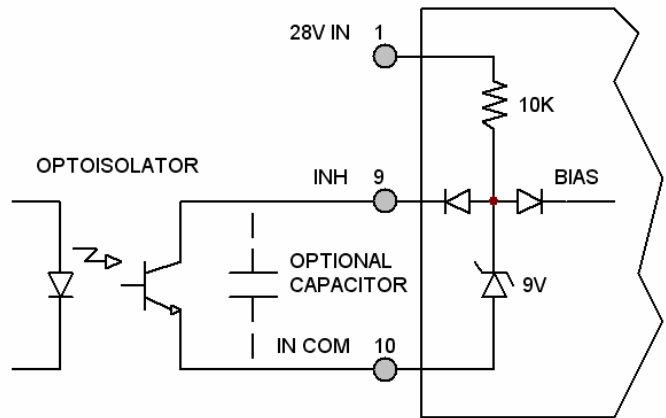 28V IN 1
10K
OPTOISOLATOR
INH 9
BIAS
OPTIONAL
CAPACITOR
9V
IN COM 10